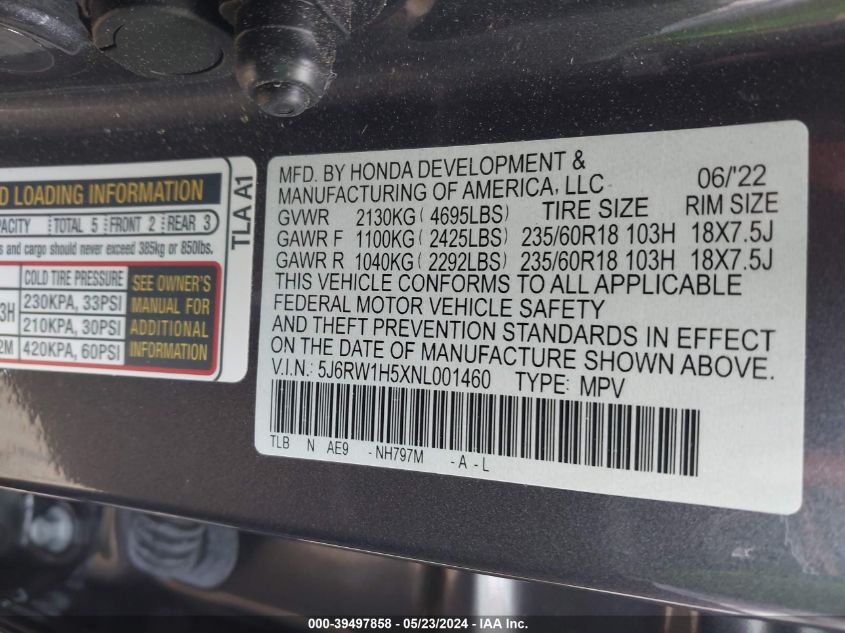 D LOADING INFORMATION
TOTAL 5 FRONT 2 REAR 3
and cargo should never exceed 385kg or 850lbs.
COLD TIRE PRESSURE
230KPA, 33PSI
210KPA, 30PSI
420KPA, 60PSI
SEE OWNER'S
MANUAL FOR
ADDITIONAL
INFORMATION
TLA A1
MFD. BY HONDA DEVELOPMENT &
MANUFACTURING OF AMERICA, LLC 06/'22
GVWR 2130KG ( 4695LBS) TIRE SIZE RIM SIZE
GAWR F 1100KG ( 2425LBS) 235/60R18 103H 18X7.5J
GAWR R 1040KG ( 2292LBS) 235/60R18 103H 18X7.5J
THIS VEHICLE CONFORMS TO ALL APPLICABLE
FEDERAL MOTOR VEHICLE SAFETY
AND THEFT PREVENTION STANDARDS IN EFFECT
ON THE DATE OF MANUFACTURE SHOWN ABOVE.
V.I.N.: 5J6RW1H5XNL001460 TYPE: MPV
TLB N AE9 - NH797M - A - L
000-39497858 - 05/23/2024 - IAA Inc.